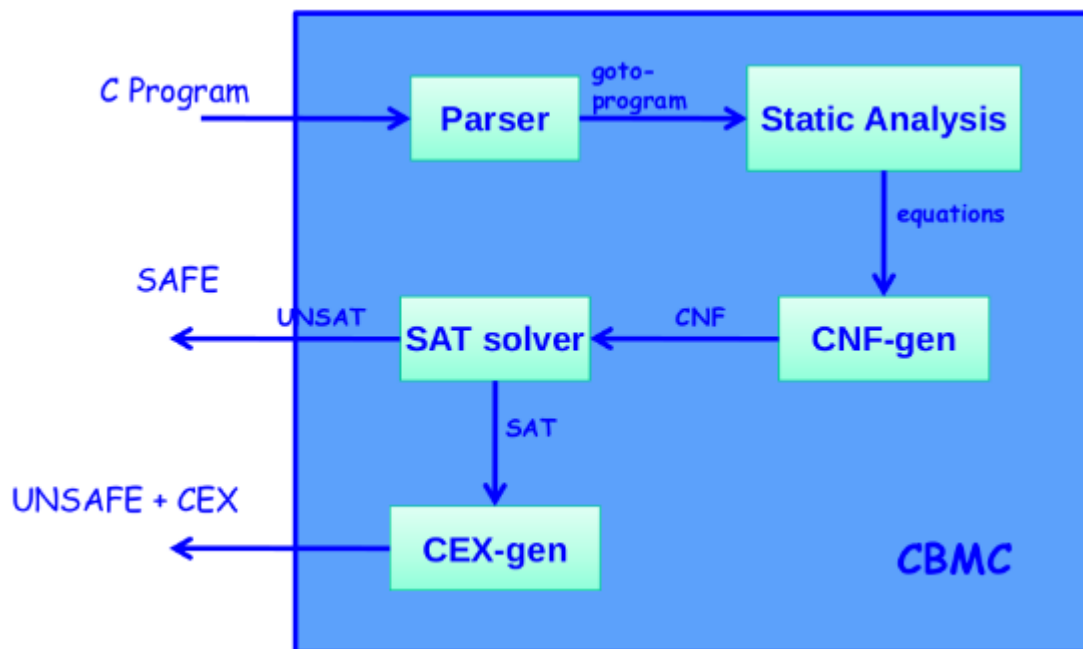 C Program
Parser
goto-
program
Static Analysis
equations
SAFE
UNSAT
SAT solver
CNF
CNF-gen
SAT
UNSAFE + CEX
CEX-gen
CBMC